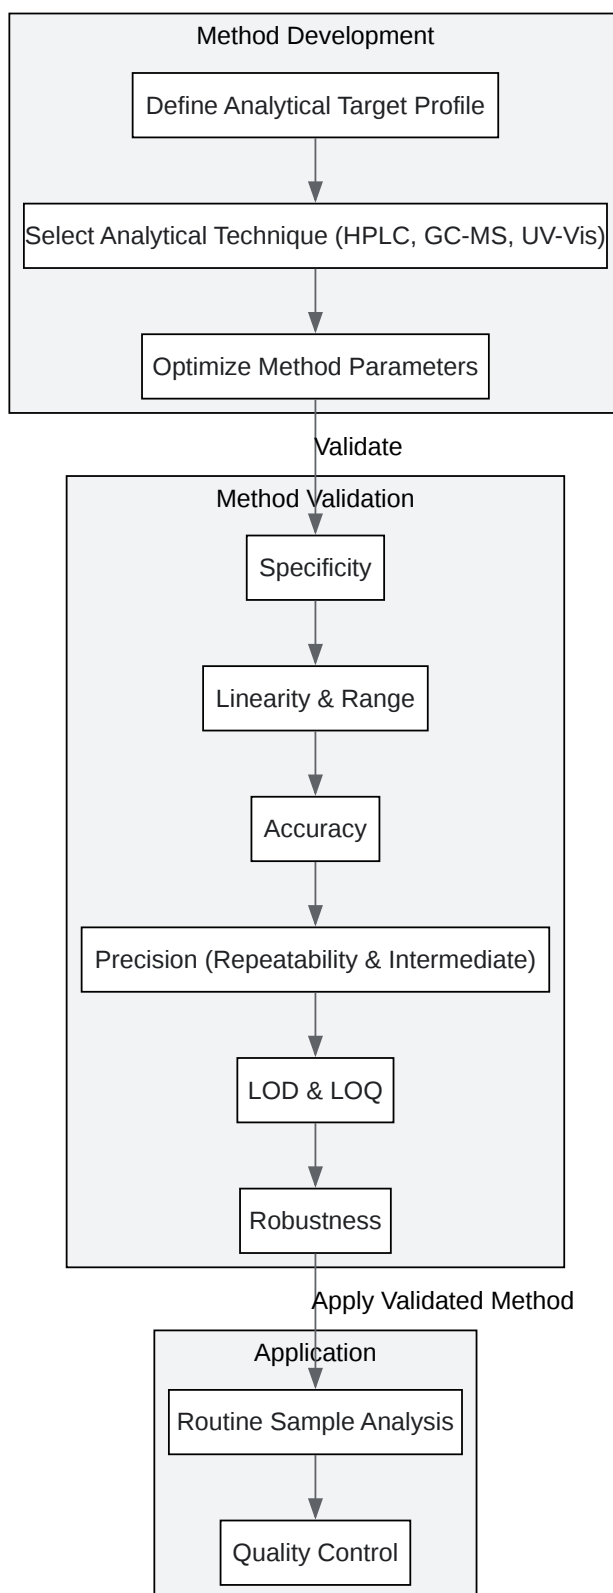 Method Development
Define Analytical Target Profile
Select Analytical Technique (HPLC, GC-MS, UV-Vis)
Optimize Method Parameters
Validate
Method Validation
Specificity
Linearity & Range
Accuracy
Precision (Repeatability & Intermediate)
LOD & LOQ
Robustness
Apply Validated Method
Application
Routine Sample Analysis
Quality Control